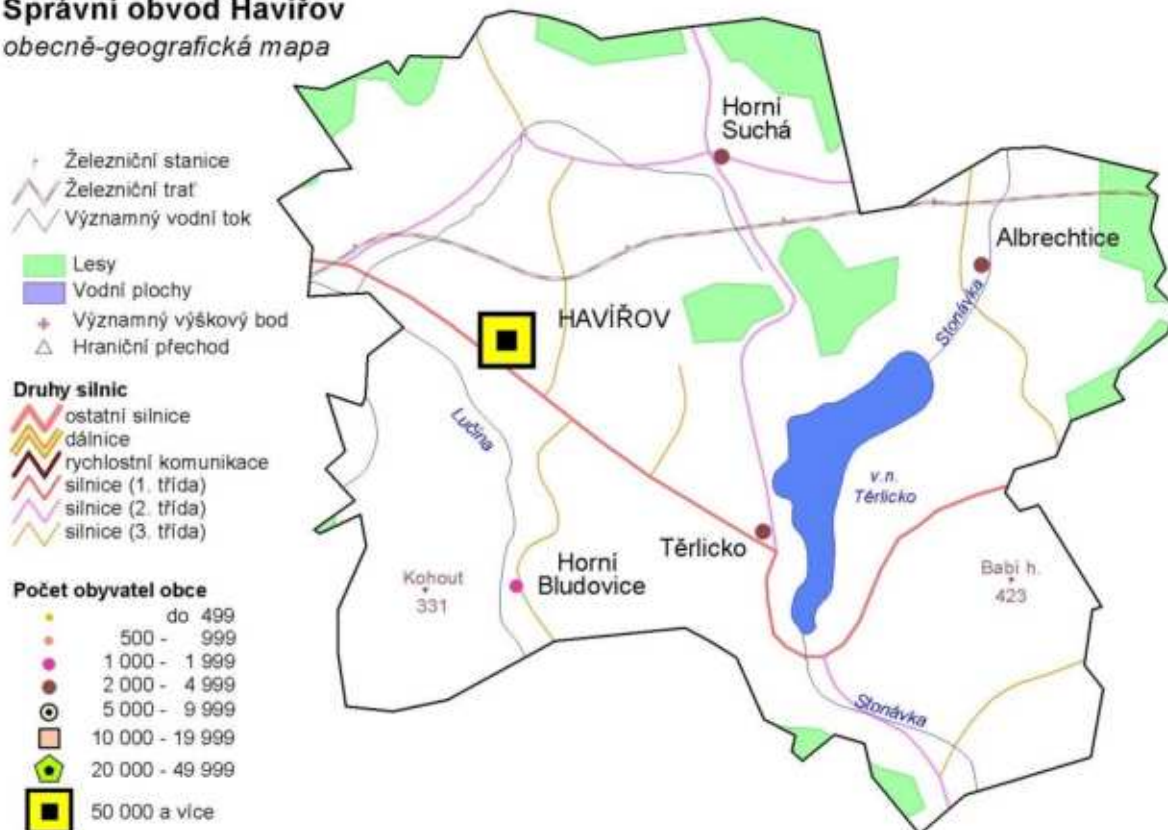 Správní obvod Havířov
obecně-geografická mapa
Železniční stanice
Železniční trať
Významný vodní tok
Lesy
Vodní plochy
Významný výškový bod
Hraniční přechod
Druhy silnic
ostatní silnice
dálnice
rychlostní komunikace
silnice (1. třída)
silnice (2. třída)
silnice (3. třída)
Počet obyvatel obce
do 499
500 - 999
1 000 - 1 999
2 000 - 4 999
5 000 - 9 999
10 000 - 19 999
20 000 - 49 999
50 000 a více
Horní
Suchá
Albrechtice
Stonávka
HAVÍŘOV
Lučina
v.n.
Těrlicko
Těrlicko
Horní
Bludovice
Kohout
331
Babí h.
423
Stonávka